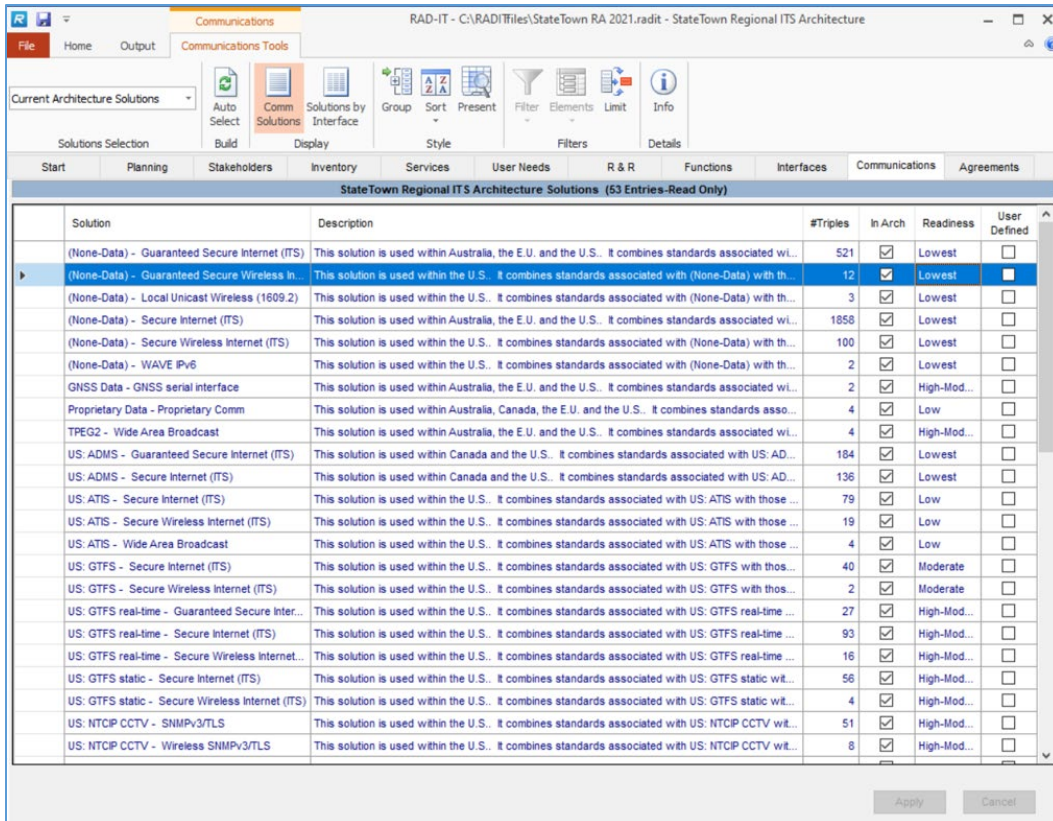 Communications
RAD-IT - C:\RADITfiles\StateTown RA 2021.radit - StateTown Regional ITS Architecture
File Home Output Communications Tools
Current Architecture Solutions
Auto Select
Comm Solutions
Solutions by Interface
Group Sort Present
Filter Elements Limit
Info
Solutions Selection Build Display Style Filters Details
Start Planning Stakeholders Inventory Services User Needs R & R Functions Interfaces Communications Agreements
StateTown Regional ITS Architecture Solutions (53 Entries-Read Only)
Solution Description #Triples In Arch Readiness User Defined
(None-Data) - Guaranteed Secure Internet (ITS) This solution is used within Australia, the E.U. and the U.S.. It combines standards associated wi... 521 Lowest
(None-Data) - Guaranteed Secure Wireless In... This solution is used within the U.S.. It combines standards associated with (None-Data) with th... 12 Lowest
(None-Data) - Local Unicast Wireless (1609.2) This solution is used within the U.S.. It combines standards associated with (None-Data) with th... 3 Lowest
(None-Data) - Secure Internet (ITS) This solution is used within Australia, the E.U. and the U.S.. It combines standards associated wi... 1858 Lowest
(None-Data) - Secure Wireless Internet (ITS) This solution is used within the U.S.. It combines standards associated with (None-Data) with th... 100 Lowest
(None-Data) - WAVE IPv6 This solution is used within the U.S.. It combines standards associated with (None-Data) with th... 2 Lowest
GNSS Data - GNSS serial interface This solution is used within Australia, the E.U. and the U.S.. It combines standards associated wi... 2 High-Mod...
Proprietary Data - Proprietary Comm This solution is used within Australia, Canada, the E.U. and the U.S.. It combines standards asso... 4 Low
TPEG2 - Wide Area Broadcast This solution is used within Australia, the E.U. and the U.S.. It combines standards associated wi... 4 High-Mod...
US: ADMS - Guaranteed Secure Internet (ITS) This solution is used within Canada and the U.S.. It combines standards associated with US: AD... 184 Lowest
US: ADMS - Secure Internet (ITS) This solution is used within Canada and the U.S.. It combines standards associated with US: AD... 136 Lowest
US: ATIS - Secure Internet (ITS) This solution is used within the U.S.. It combines standards associated with US: ATIS with those ... 79 Low
US: ATIS - Secure Wireless Internet (ITS) This solution is used within the U.S.. It combines standards associated with US: ATIS with those ... 19 Low
US: ATIS - Wide Area Broadcast This solution is used within the U.S.. It combines standards associated with US: ATIS with those ... 4 Low
US: GTFS - Secure Internet (ITS) This solution is used within the U.S.. It combines standards associated with US: GTFS with thos... 40 Moderate
US: GTFS - Secure Wireless Internet (ITS) This solution is used within the U.S.. It combines standards associated with US: GTFS with thos... 2 Moderate
US: GTFS real-time - Guaranteed Secure Inter... This solution is used within the U.S.. It combines standards associated with US: GTFS real-time ... 27 High-Mod...
US: GTFS real-time - Secure Internet (ITS) This solution is used within the U.S.. It combines standards associated with US: GTFS real-time ... 93 High-Mod...
US: GTFS real-time - Secure Wireless Internet... This solution is used within the U.S.. It combines standards associated with US: GTFS real-time ... 16 High-Mod...
US: GTFS static - Secure Internet (ITS) This solution is used within the U.S.. It combines standards associated with US: GTFS static wit... 56 High-Mod...
US: GTFS static - Secure Wireless Internet (ITS) This solution is used within the U.S.. It combines standards associated with US: GTFS static wit... 4 High-Mod...
US: NTCIP CCTV - SNMPv3/TLS This solution is used within the U.S.. It combines standards associated with US: NTCIP CCTV wit... 51 High-Mod...
US: NTCIP CCTV - Wireless SNMPv3/TLS This solution is used within the U.S.. It combines standards associated with US: NTCIP CCTV wit... 8 High-Mod...
Apply Cancel